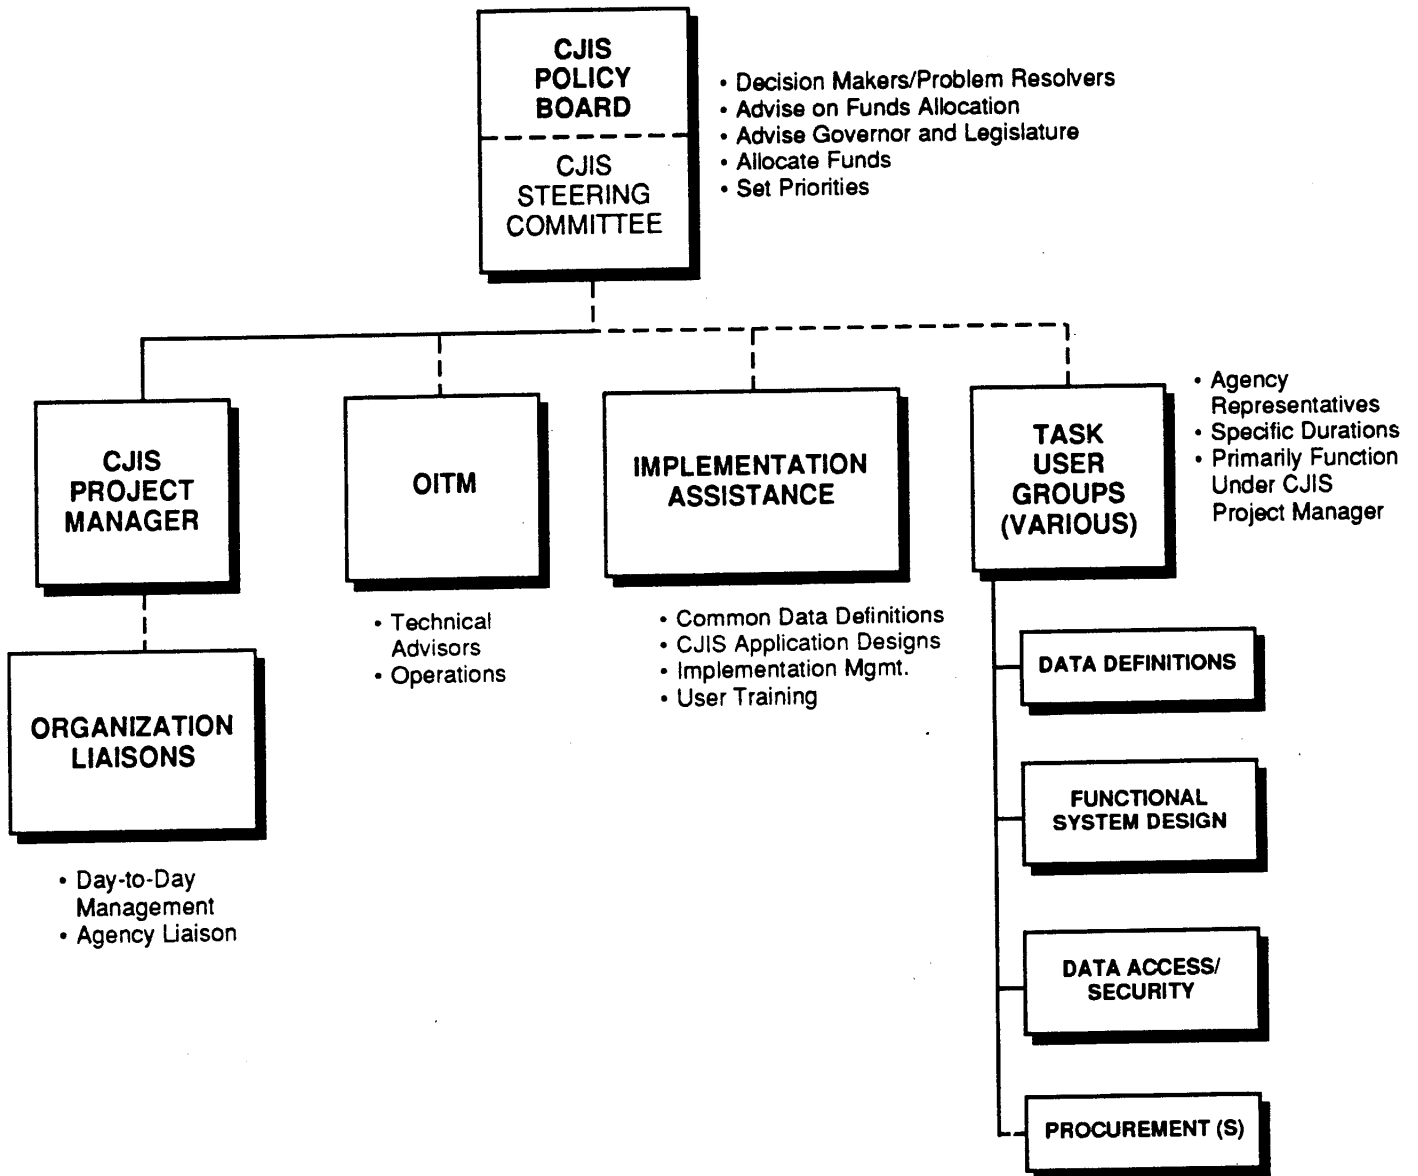 CJIS
POLICY
BOARD
CJIS
STEERING
COMMITTEE
• Decision Makers/Problem Resolvers
• Advise on Funds Allocation
• Advise Governor and Legislature
• Allocate Funds
• Set Priorities
CJIS
PROJECT
MANAGER
OITM
IMPLEMENTATION
ASSISTANCE
TASK
USER
GROUPS
(VARIOUS)
• Agency
Representatives
• Specific Durations
• Primarily Function
Under CJIS
Project Manager
ORGANIZATION
LIAISONS
• Day-to-Day
Management
• Agency Liaison
• Technical
Advisors
• Operations
• Common Data Definitions
• CJIS Application Designs
• Implementation Mgmt.
• User Training
DATA DEFINITIONS
FUNCTIONAL
SYSTEM DESIGN
DATA ACCESS/
SECURITY
PROCUREMENT (S)